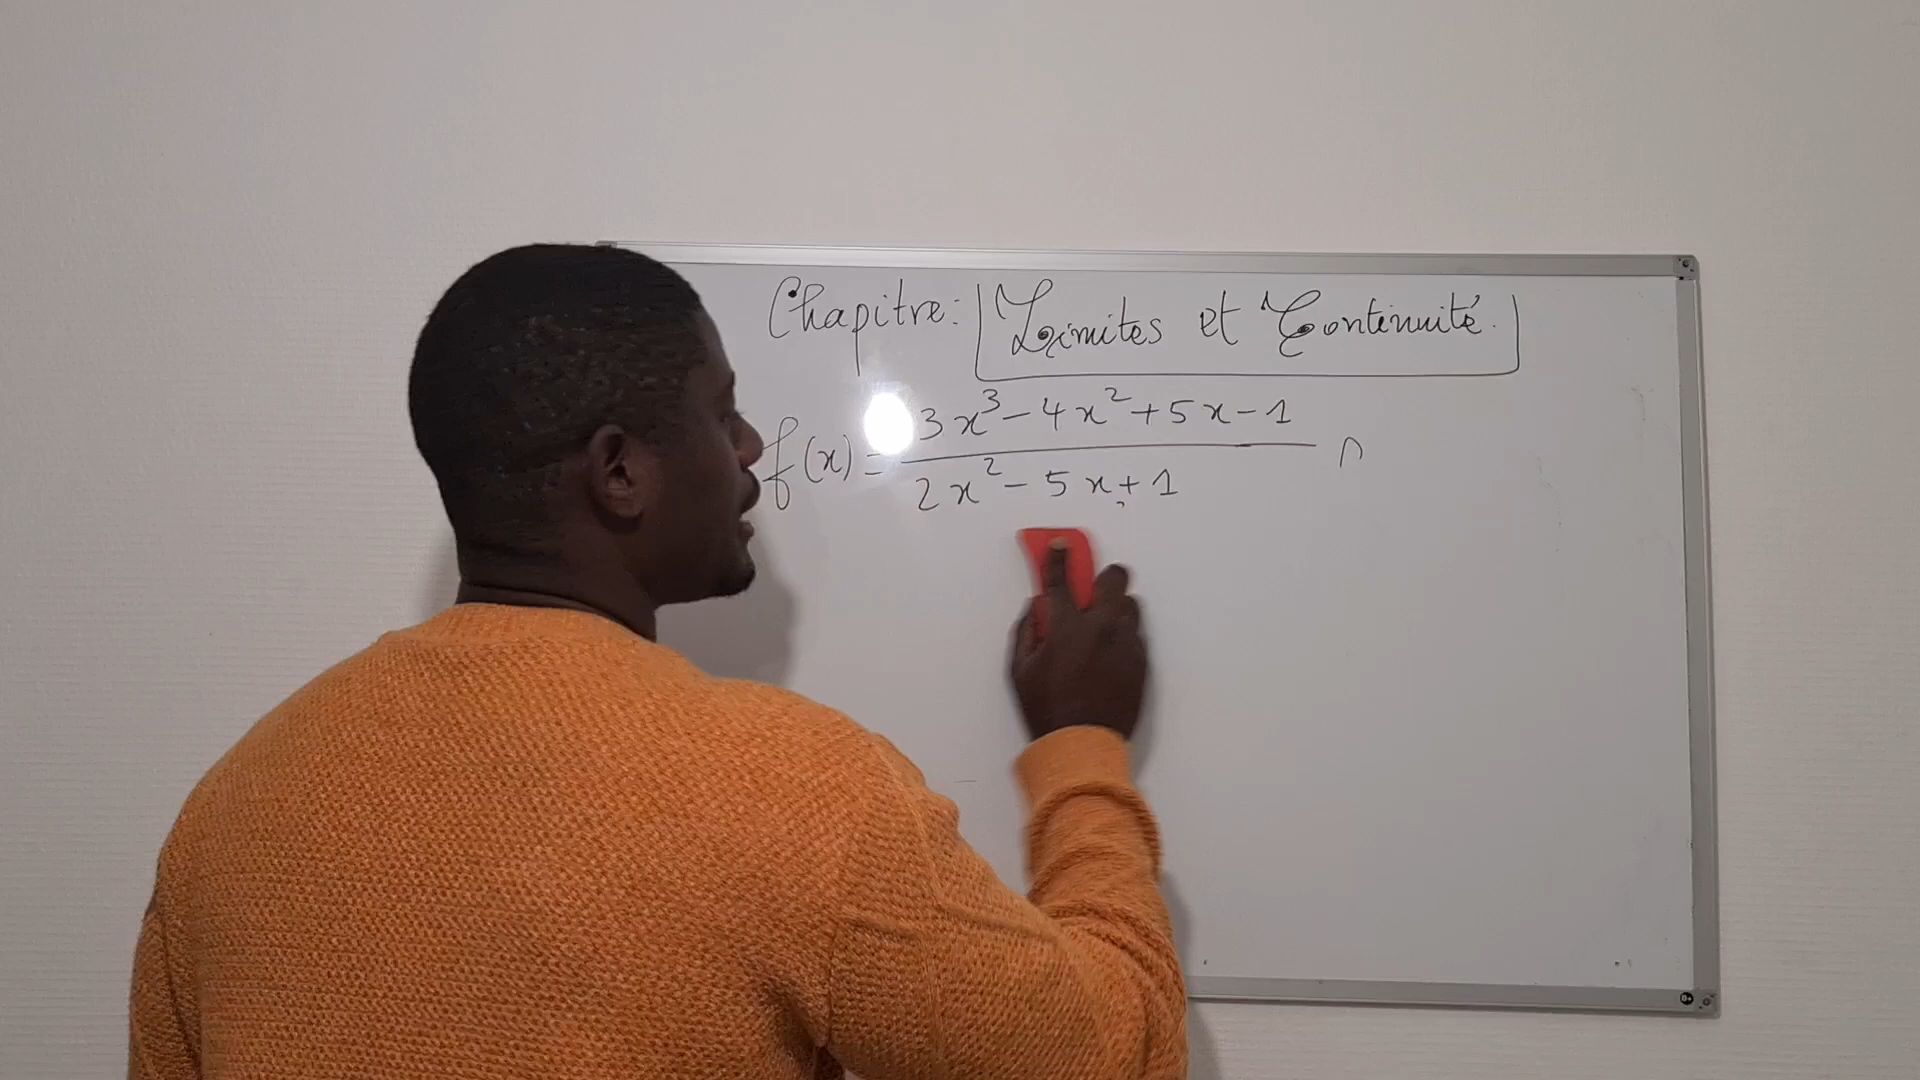 Chapitre: Limites et Continuité.
f(x) = (3x³ - 4x² + 5x - 1) / (2x² - 5x + 1)